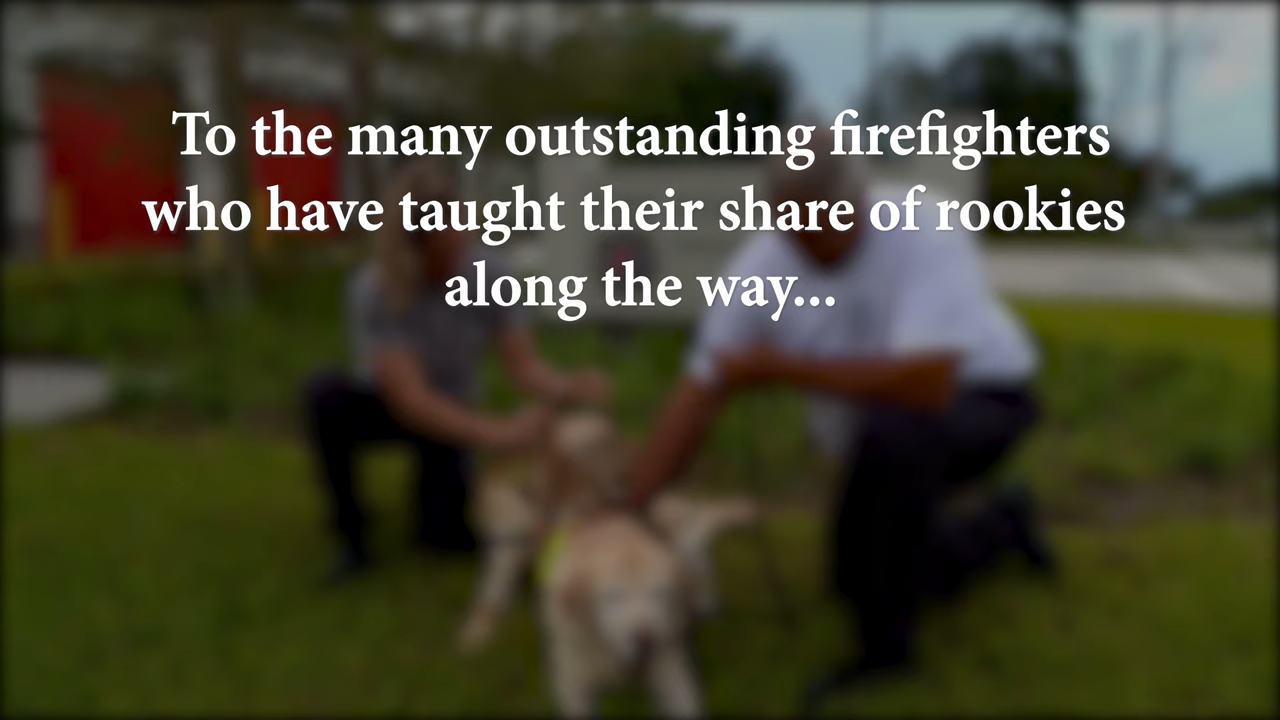 To the many outstanding firefighters
who have taught their share of rookies
along the way...